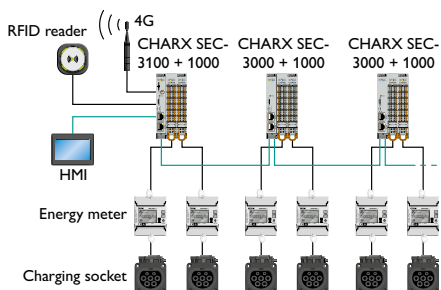 4G
RFID reader
CHARX SEC-
3100 + 1000
CHARX SEC-
3000 + 1000
CHARX SEC-
3000 + 1000
HMI
Energy meter
Charging socket